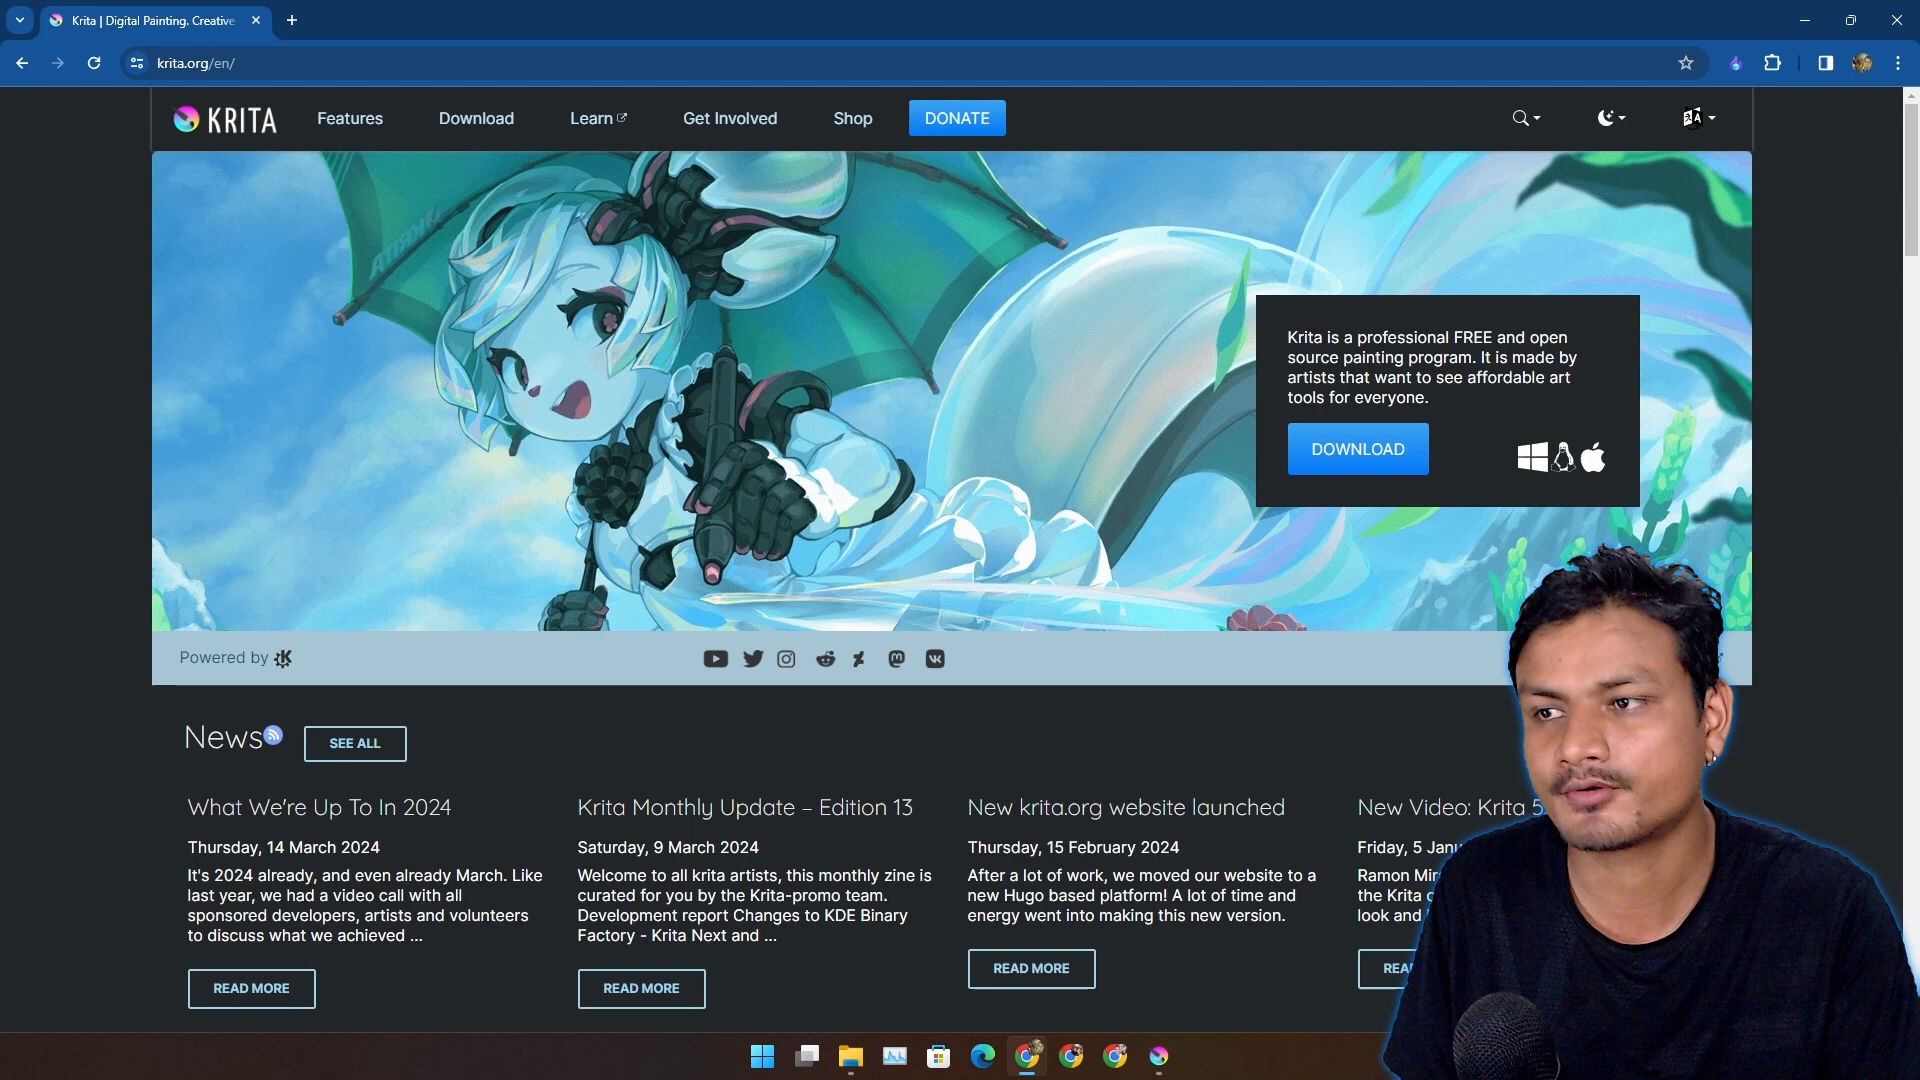 Krita | Digital Painting. Creative
krita.org/en/
KRITA
Features
Download
Learn
Get Involved
Shop
DONATE
Krita is a professional FREE and open
source painting program. It is made by
artists that want to see affordable art
tools for everyone.
DOWNLOAD
Powered by
News
SEE ALL
What We're Up To In 2024
Thursday, 14 March 2024
It's 2024 already, and even already March. Like
last year, we had a video call with all
sponsored developers, artists and volunteers
to discuss what we achieved ...
READ MORE
Krita Monthly Update – Edition 13
Saturday, 9 March 2024
Welcome to all krita artists, this monthly zine is
curated for you by the Krita-promo team.
Development report Changes to KDE Binary
Factory - Krita Next and ...
READ MORE
New krita.org website launched
Thursday, 15 February 2024
After a lot of work, we moved our website to a
new Hugo based platform! A lot of time and
energy went into making this new version.
READ MORE
New Video: Krita
Friday, 5
Ramon
the Krita
look and